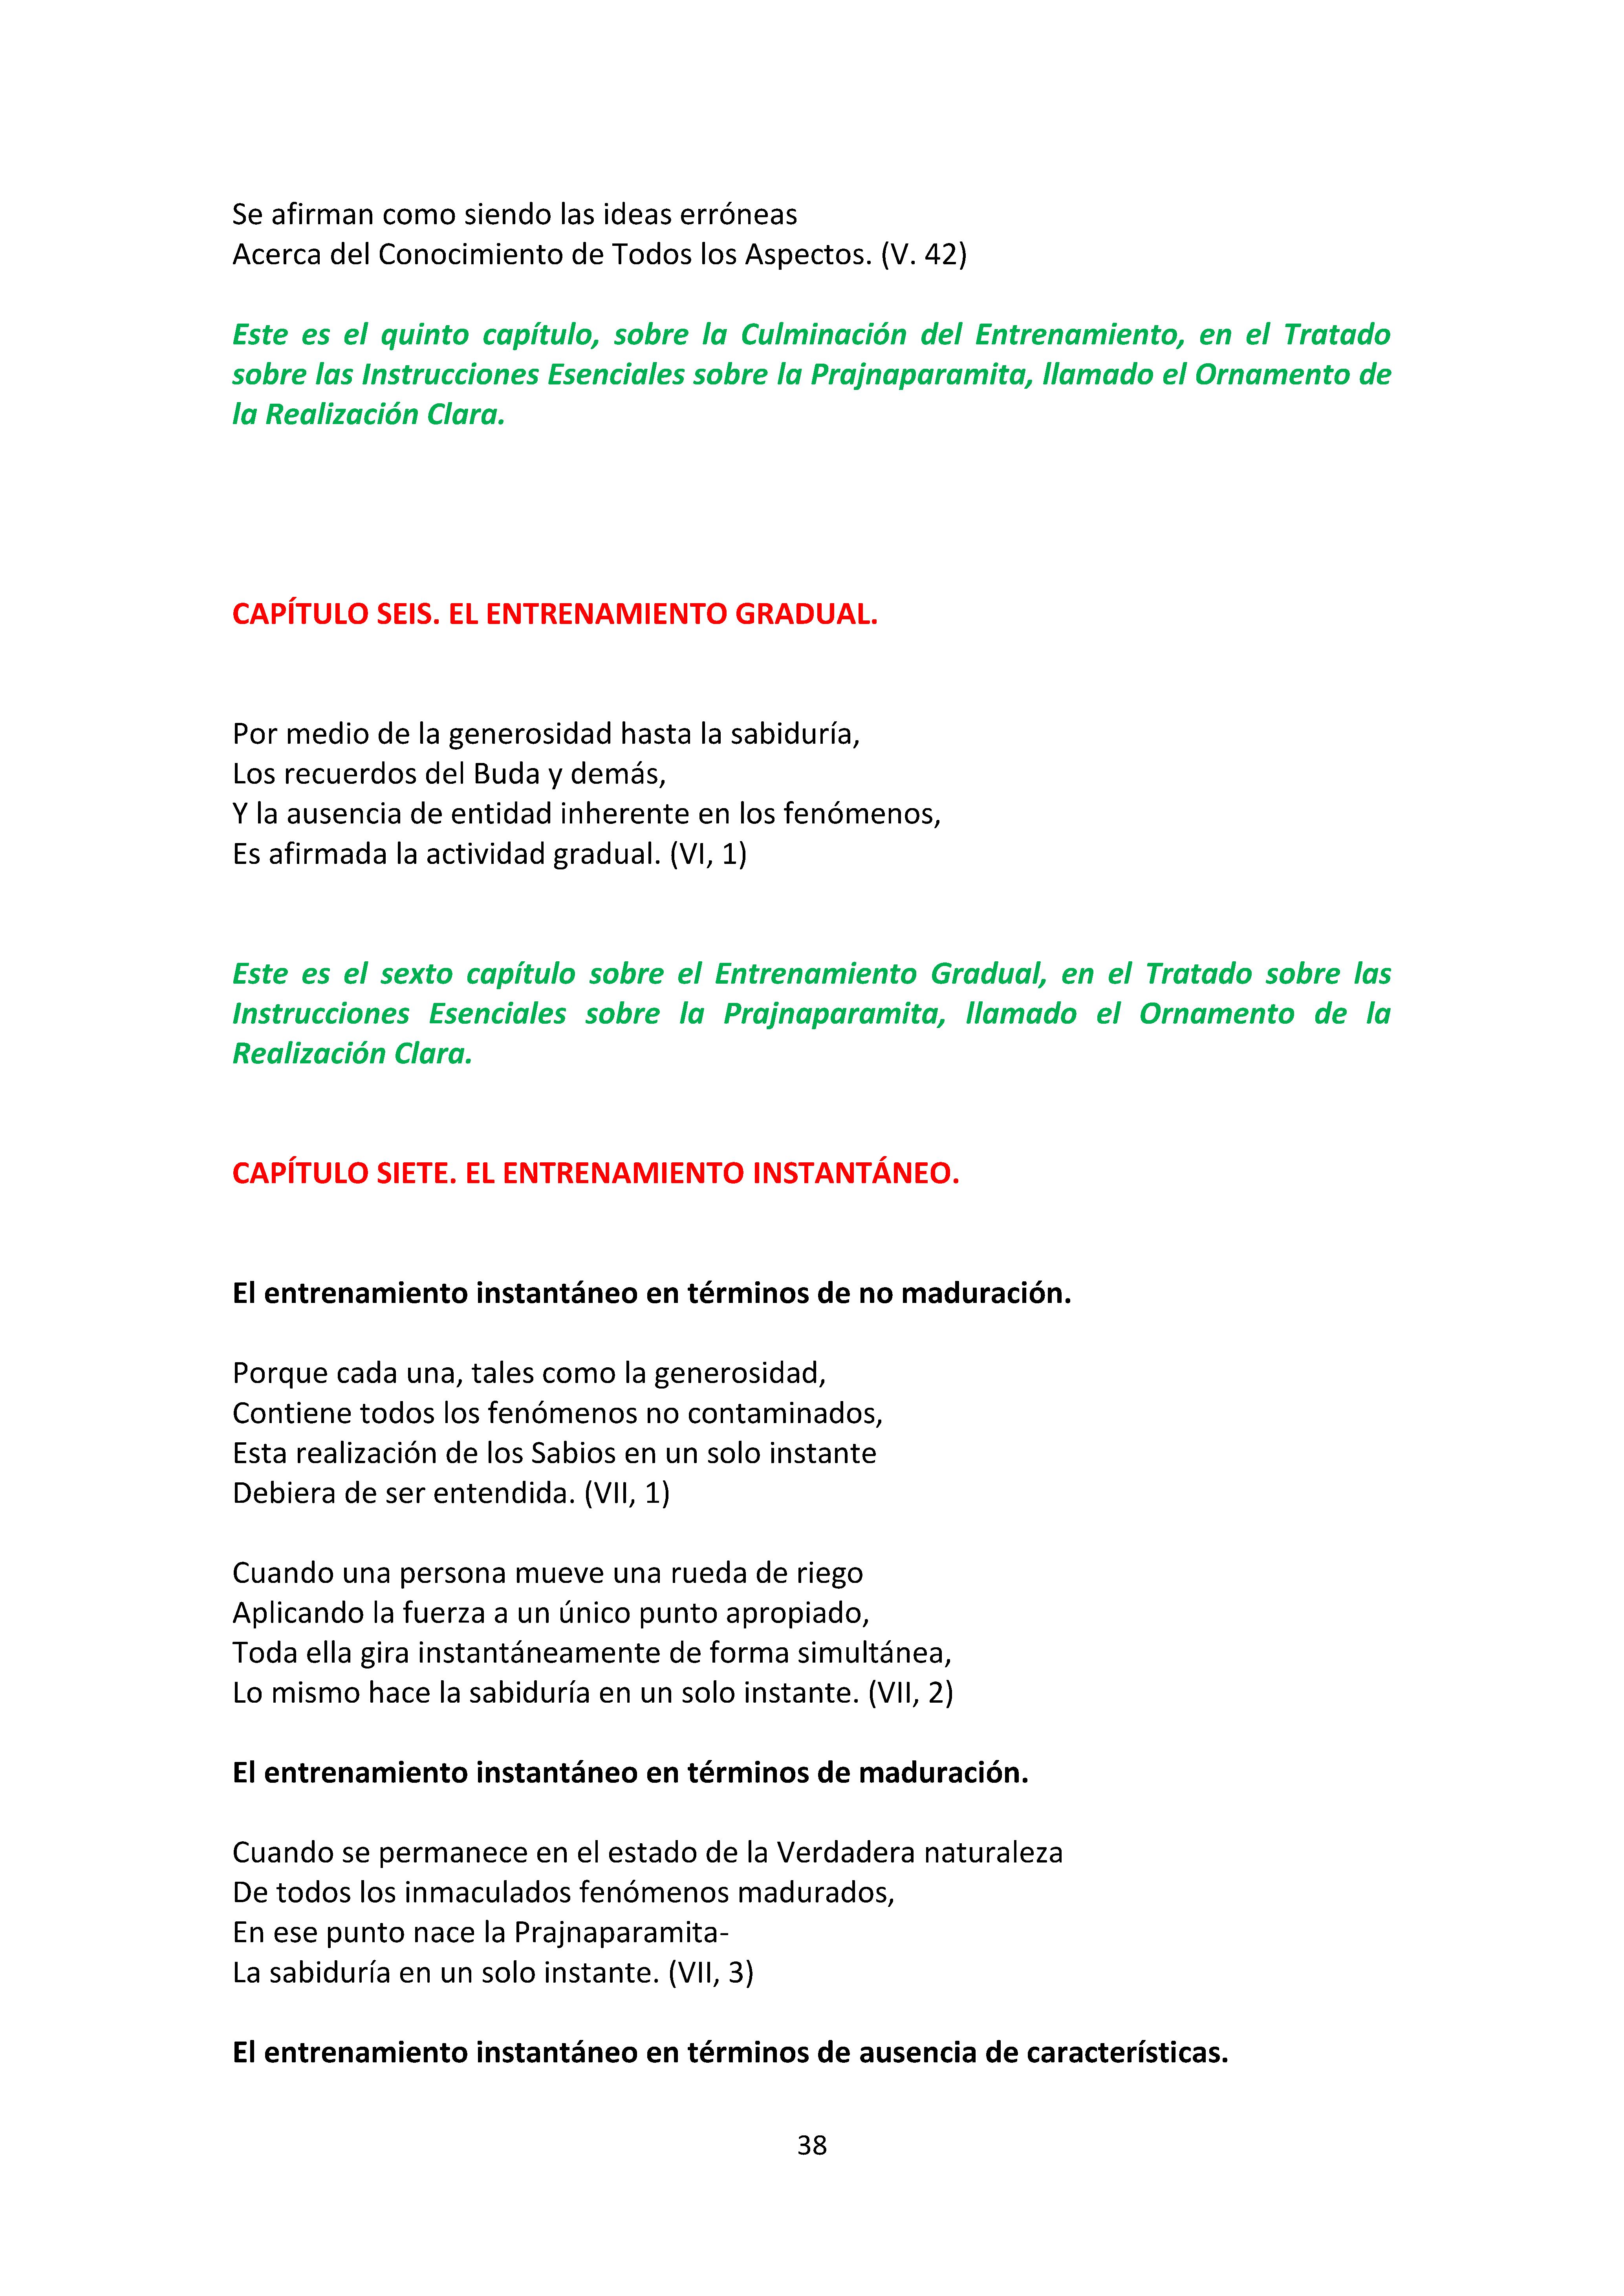 Se afirman como siendo las ideas erróneas
Acerca del Conocimiento de Todos los Aspectos. (V. 42)
Este es el quinto capítulo, sobre la Culminación del Entrenamiento, en el Tratado
sobre las Instrucciones Esenciales sobre la Prajnaparamita, llamado el Ornamento de
la Realización Clara.
CAPÍTULO SEIS. EL ENTRENAMIENTO GRADUAL.
Por medio de la generosidad hasta la sabiduría,
Los recuerdos del Buda y demás,
Y la ausencia de entidad inherente en los fenómenos,
Es afirmada la actividad gradual. (VI, 1)
Este es el sexto capítulo sobre el Entrenamiento Gradual, en el Tratado sobre las
Instrucciones Esenciales sobre la Prajnaparamita, llamado el Ornamento de la
Realización Clara.
CAPÍTULO SIETE. EL ENTRENAMIENTO INSTANTÁNEO.
El entrenamiento instantáneo en términos de no maduración.
Porque cada una, tales como la generosidad,
Contiene todos los fenómenos no contaminados,
Esta realización de los Sabios en un solo instante
Debiera de ser entendida. (VII, 1)
Cuando una persona mueve una rueda de riego
Aplicando la fuerza a un único punto apropiado,
Toda ella gira instantáneamente de forma simultánea,
Lo mismo hace la sabiduría en un solo instante. (VII, 2)
El entrenamiento instantáneo en términos de maduración.
Cuando se permanece en el estado de la Verdadera naturaleza
De todos los inmaculados fenómenos madurados,
En ese punto nace la Prajnaparamita-
La sabiduría en un solo instante. (VII, 3)
El entrenamiento instantáneo en términos de ausencia de características.
38